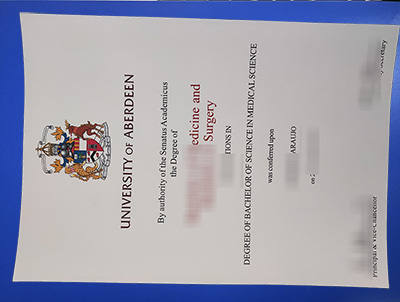 UNIVERSITY OF ABERDEEN
By authority of the Senatus Academicus
the Degree of
edicine and
Surgery
TIONS IN
DEGREE OF BACHELOR OF SCIENCE IN MEDICAL SCIENCE
was conferred upon
ARAUJO
on
Secretary
Principal & Vice-Chancellor